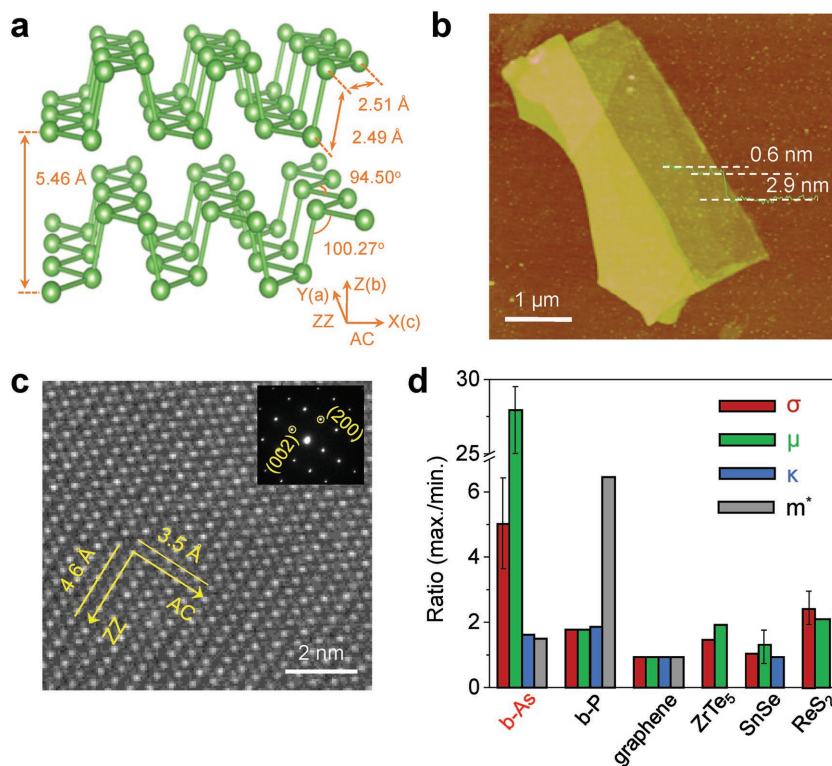 a
2.51 Å
2.49 Å
5.46 Å
94.50°
100.27°
Z(b)
Y(a)
ZZ
X(c)
AC
b
0.6 nm
2.9 nm
1 µm
c
(200)
(002)
3.5 Å
4.6 Å
AC
ZZ
2 nm
d
30
25
6
4
2
0
Ratio (max./min.)
σ
μ
κ
m*
b-As
b-P
graphene
ZrTe₅
SnSe
ReS₂